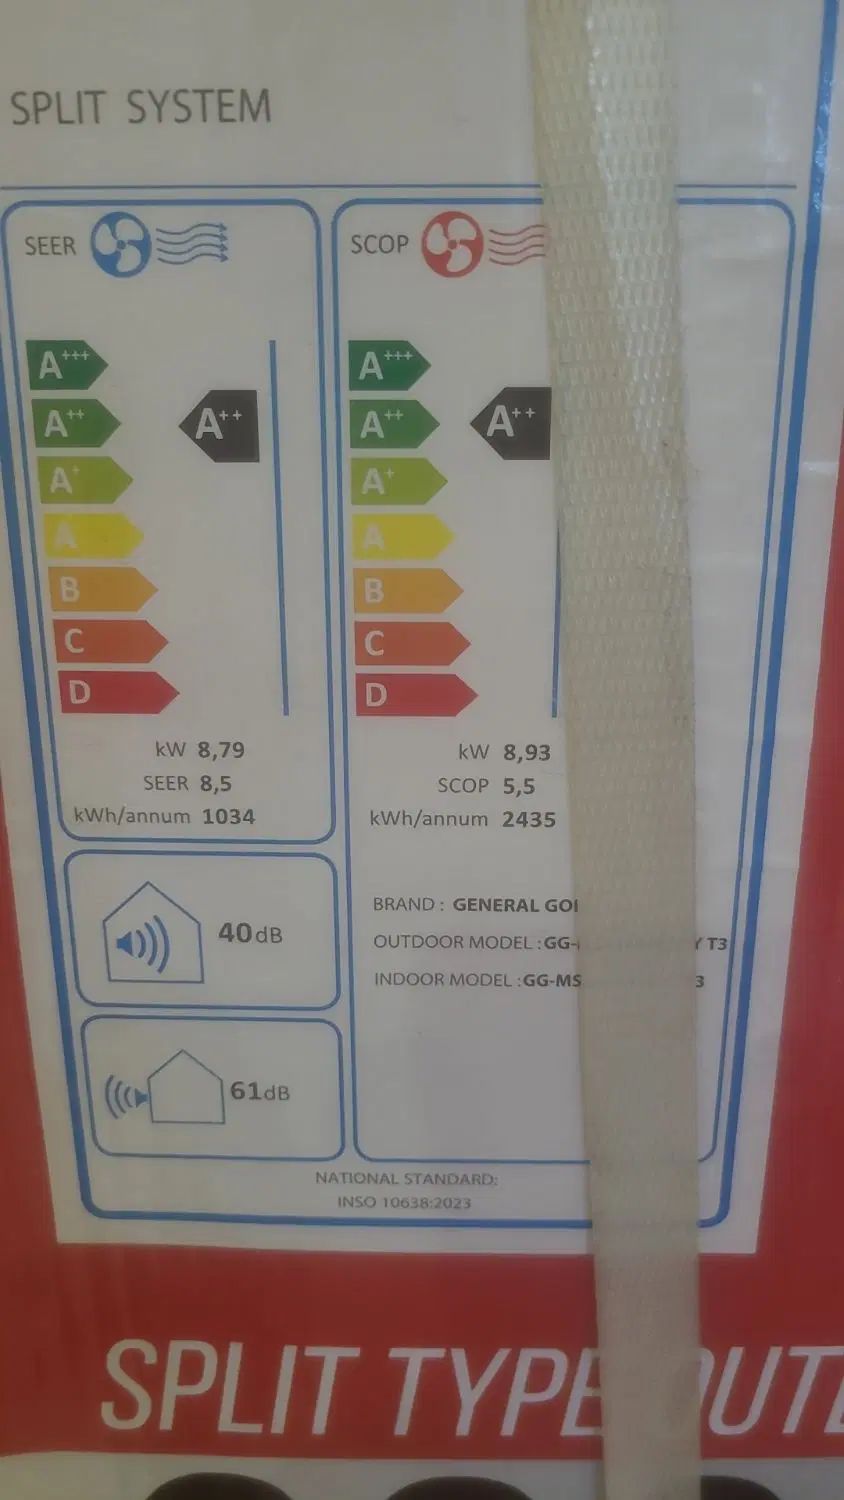 SPLIT SYSTEM
SEER
SCOP
A+++
A++
A+
A
B
C
D
A++
A+++
A++
A+
A
B
C
D
A++
kW 8,79
SEER 8,5
kWh/annum 1034
kW 8,93
SCOP 5,5
kWh/annum 2435
BRAND : GENERAL
OUTDOOR MODEL :GG- T3
INDOOR MODEL :GG-MS 3
40dB
61dB
NATIONAL STANDARD:
INSO 10638:2023
SPLIT TYPE